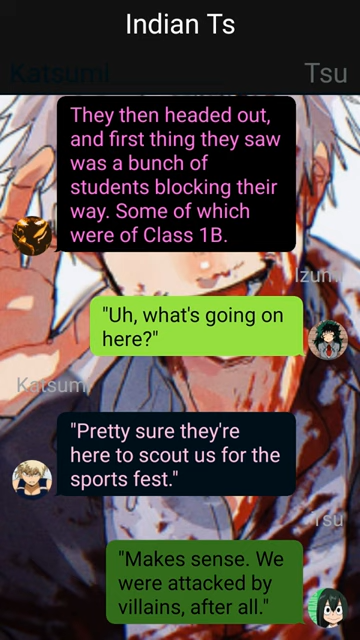 Indian Ts
Katsumi
Tsu
They then headed out,
and first thing they saw
was a bunch of
students blocking their
way. Some of which
were of Class 1B.
Izumi
"Uh, what's going on
here?"
Katsumi
"Pretty sure they're
here to scout us for the
sports fest."
Tsu
"Makes sense. We
were attacked by
villains, after all."